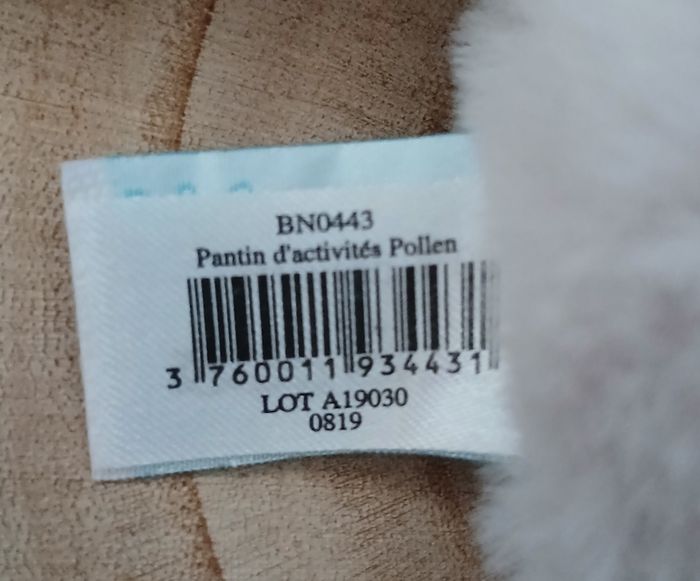 BN0443
Pantin d'activités Pollen
3 760011 934431
LOT A19030
0819